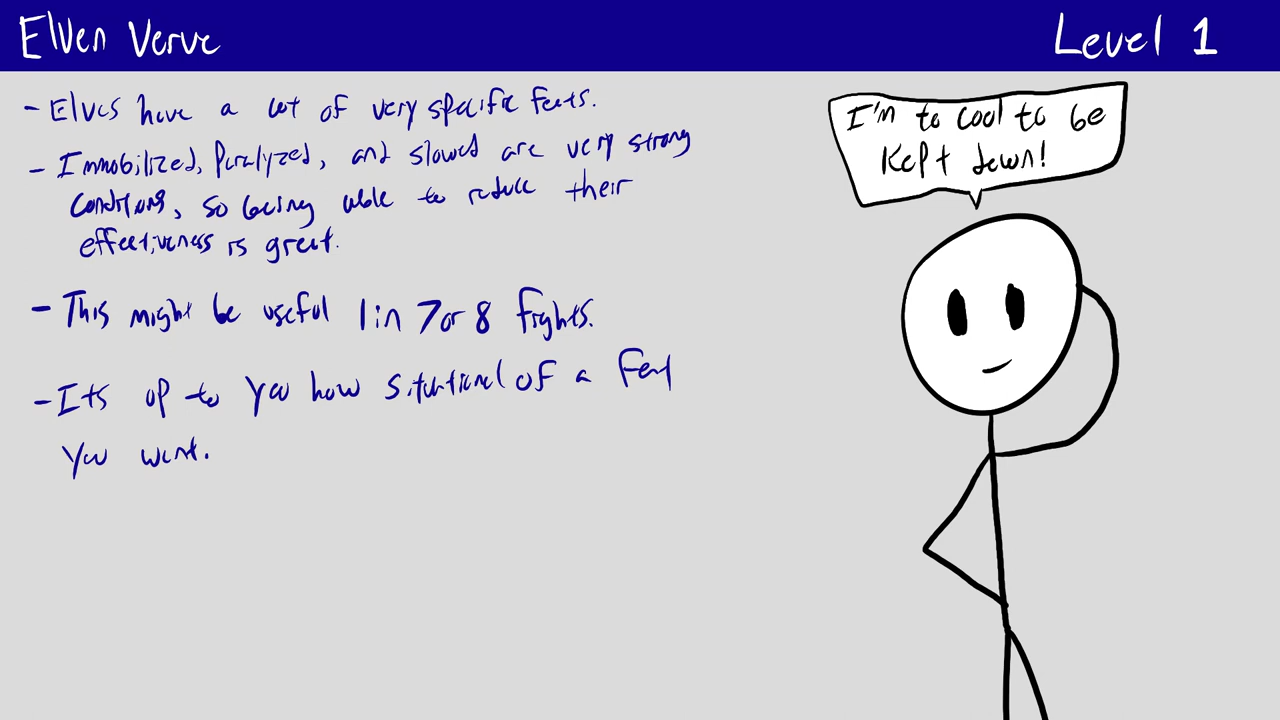 Elven Verve
Level 1
- Elves have a lot of very specific feats.
- Immobilized, Paralyzed, and slowed are very strong
conditions, so being able to reduce their
effectiveness is great.
- This might be useful 1 in 7 or 8 fights.
- Its up to you how situational of a feat
you want.
I'm to cool to be
kept down!